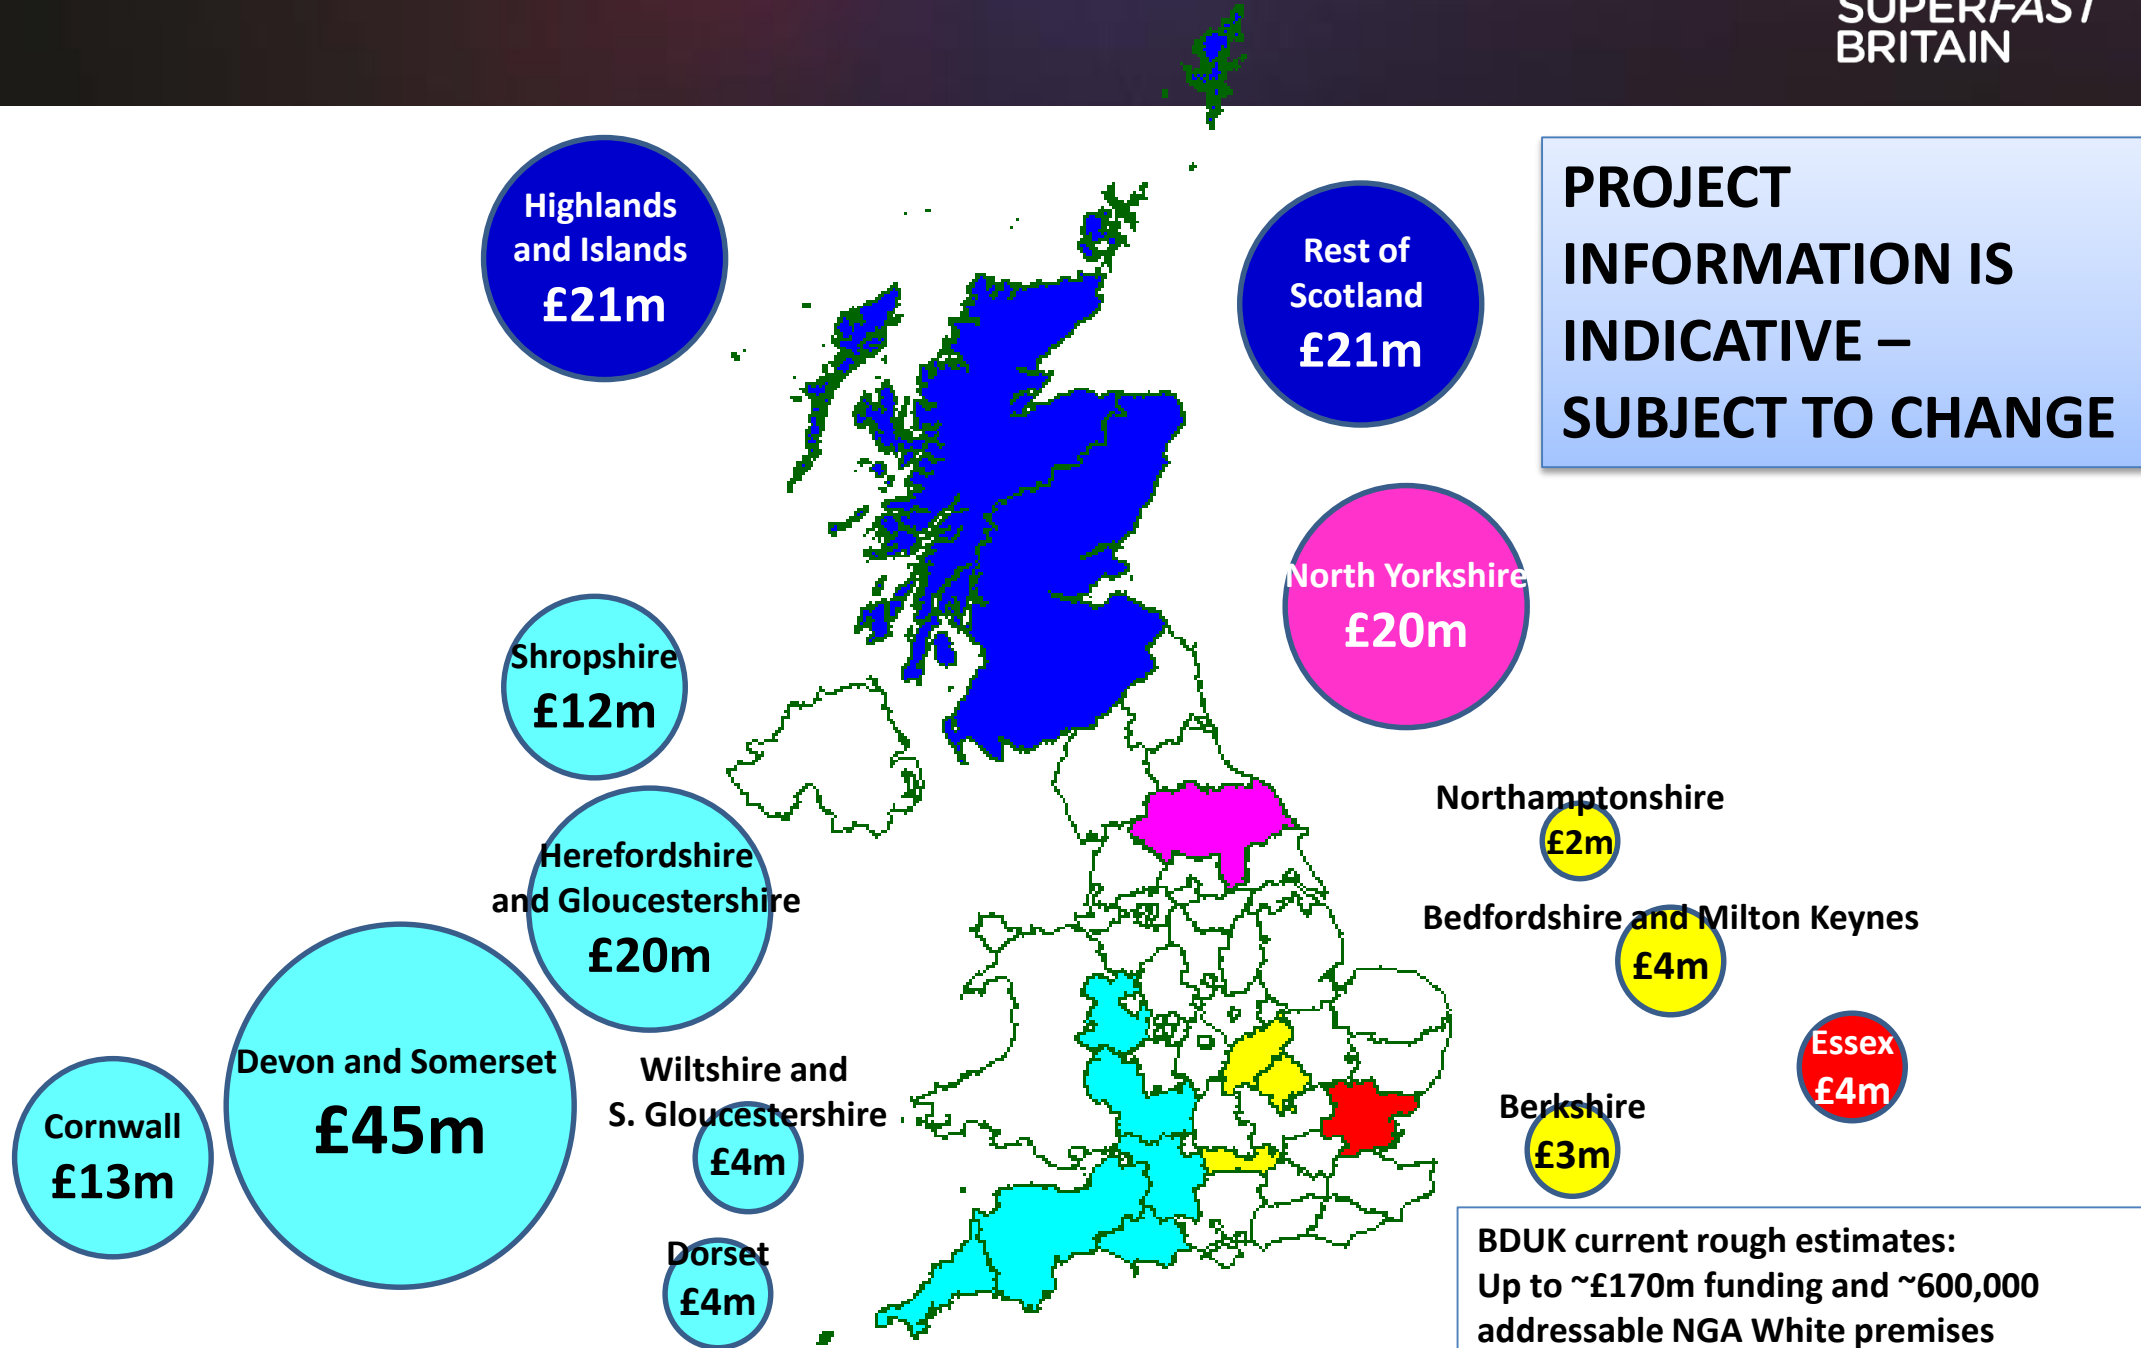 SUPERFAST
BRITAIN
Highlands
and Islands
£21m
Rest of
Scotland
£21m
PROJECT
INFORMATION IS
INDICATIVE –
SUBJECT TO CHANGE
North Yorkshire
£20m
Shropshire
£12m
Northamptonshire
£2m
Herefordshire
and Gloucestershire
£20m
Bedfordshire and Milton Keynes
£4m
Essex
£4m
Devon and Somerset
£45m
Wiltshire and
S. Gloucestershire
£4m
Cornwall
£13m
Berkshire
£3m
Dorset
£4m
BDUK current rough estimates:
Up to ~£170m funding and ~600,000
addressable NGA White premises